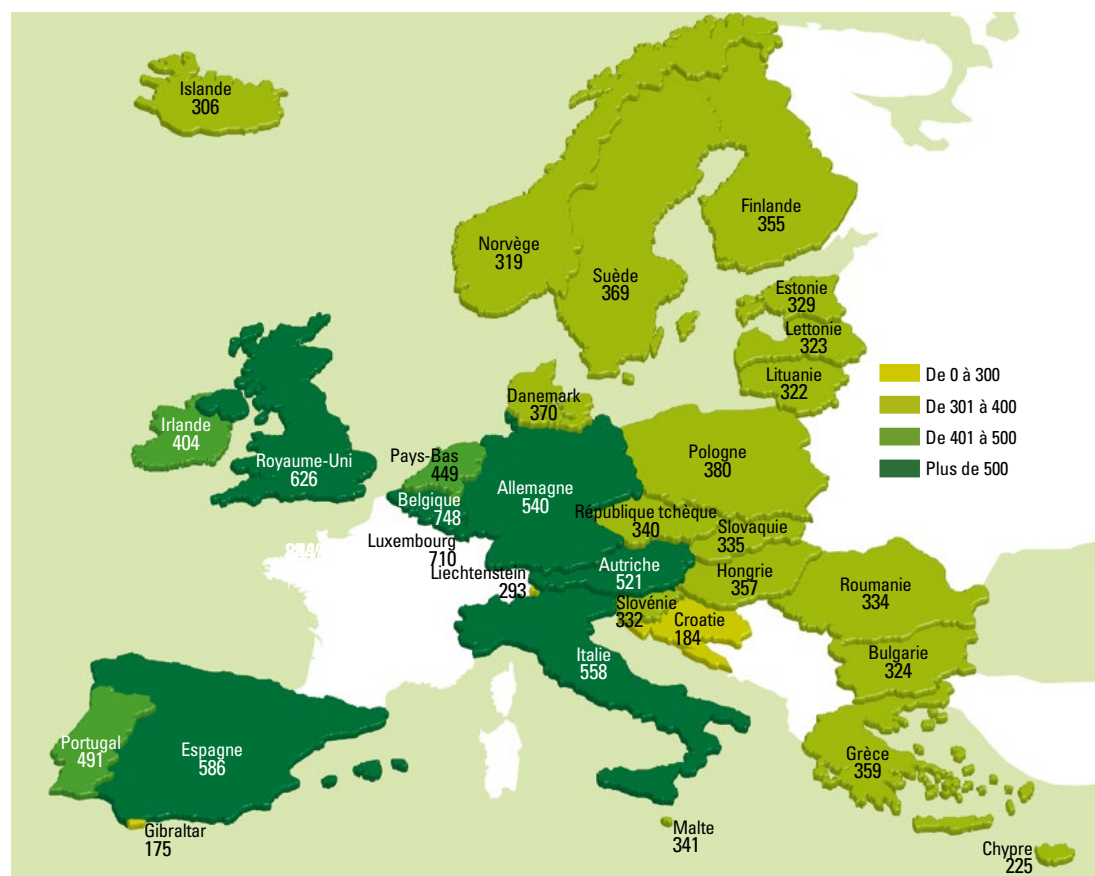 Islande
306
Finlande
355
Norvège
319
Suède
369
Estonie
329
Lettonie
323
Lituanie
322
De 0 à 300
De 301 à 400
De 401 à 500
Plus de 500
Danemark
370
Irlande
404
Royaume-Uni
626
Pays-Bas
449
Belgique
748
Allemagne
540
Pologne
380
République tchèque
340
Slovaquie
335
Luxembourg
710
Liechtenstein
293
Autriche
521
Hongrie
357
Roumanie
334
Slovénie
332
Croatie
184
Italie
558
Bulgarie
324
Portugal
491
Espagne
586
Grèce
359
Gibraltar
175
Malte
341
Chypre
225